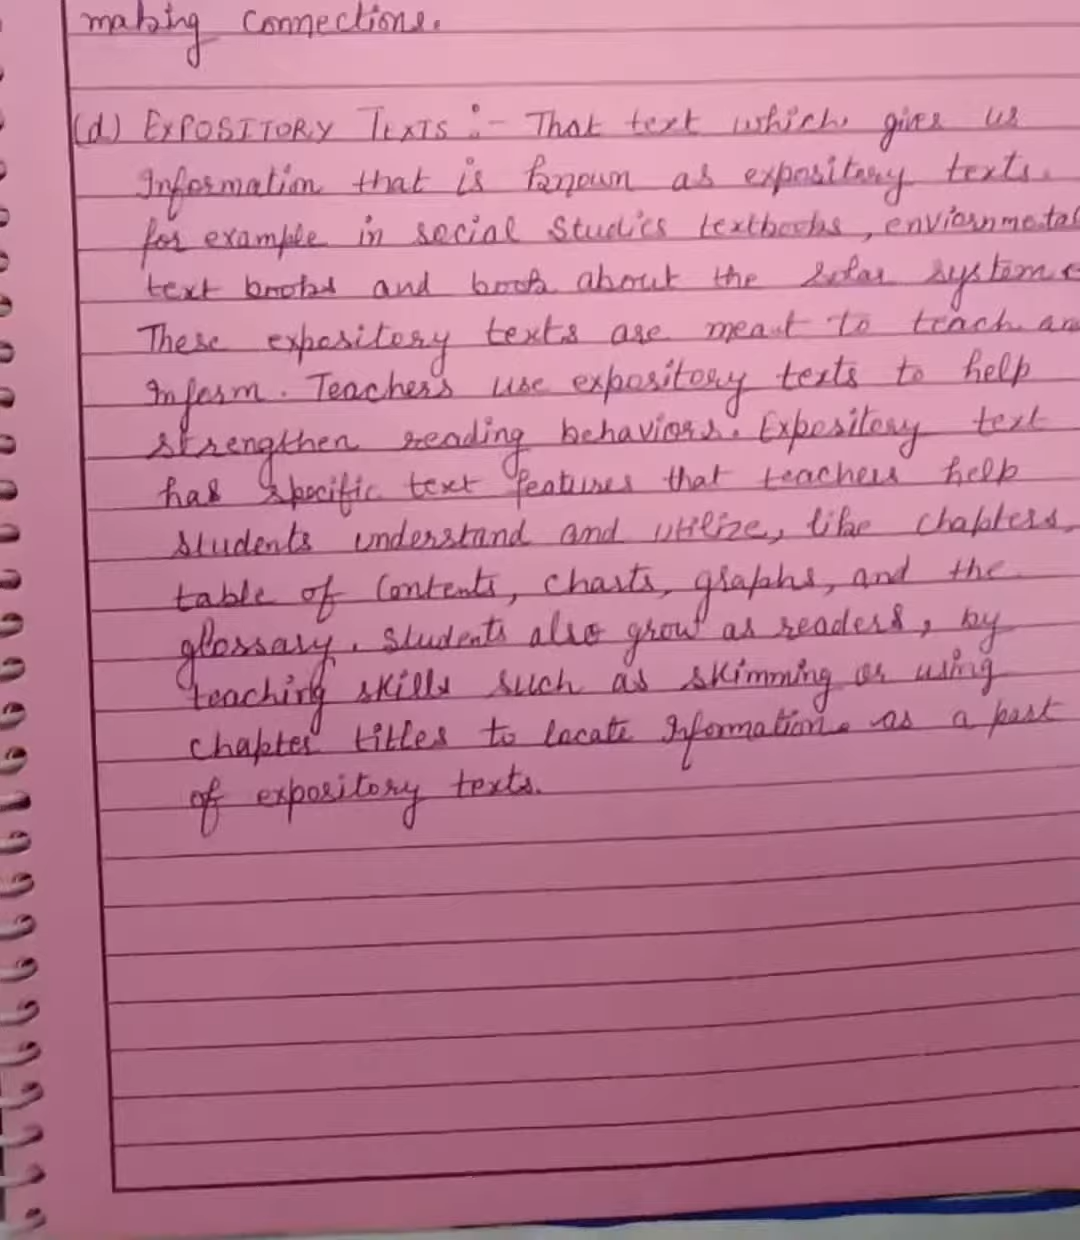 making connections.
(d) EXPOSITORY TEXTS :- That text which gives us
Information that is known as expository texts.
for example in social studies textbooks, enviornmental
text books and book about the solar system.
These expository texts are meant to teach an
Inform. Teachers use expository texts to help
strengthen reading behaviors. Expository text
has specific text features that teachers help
students understand and utilize, like chapters,
table of contents, charts, graphs, and the
glossary. Students also grow as readers, by
teaching skills such as skimming or using
chapter titles to locate Information. as a part
of expository texts.